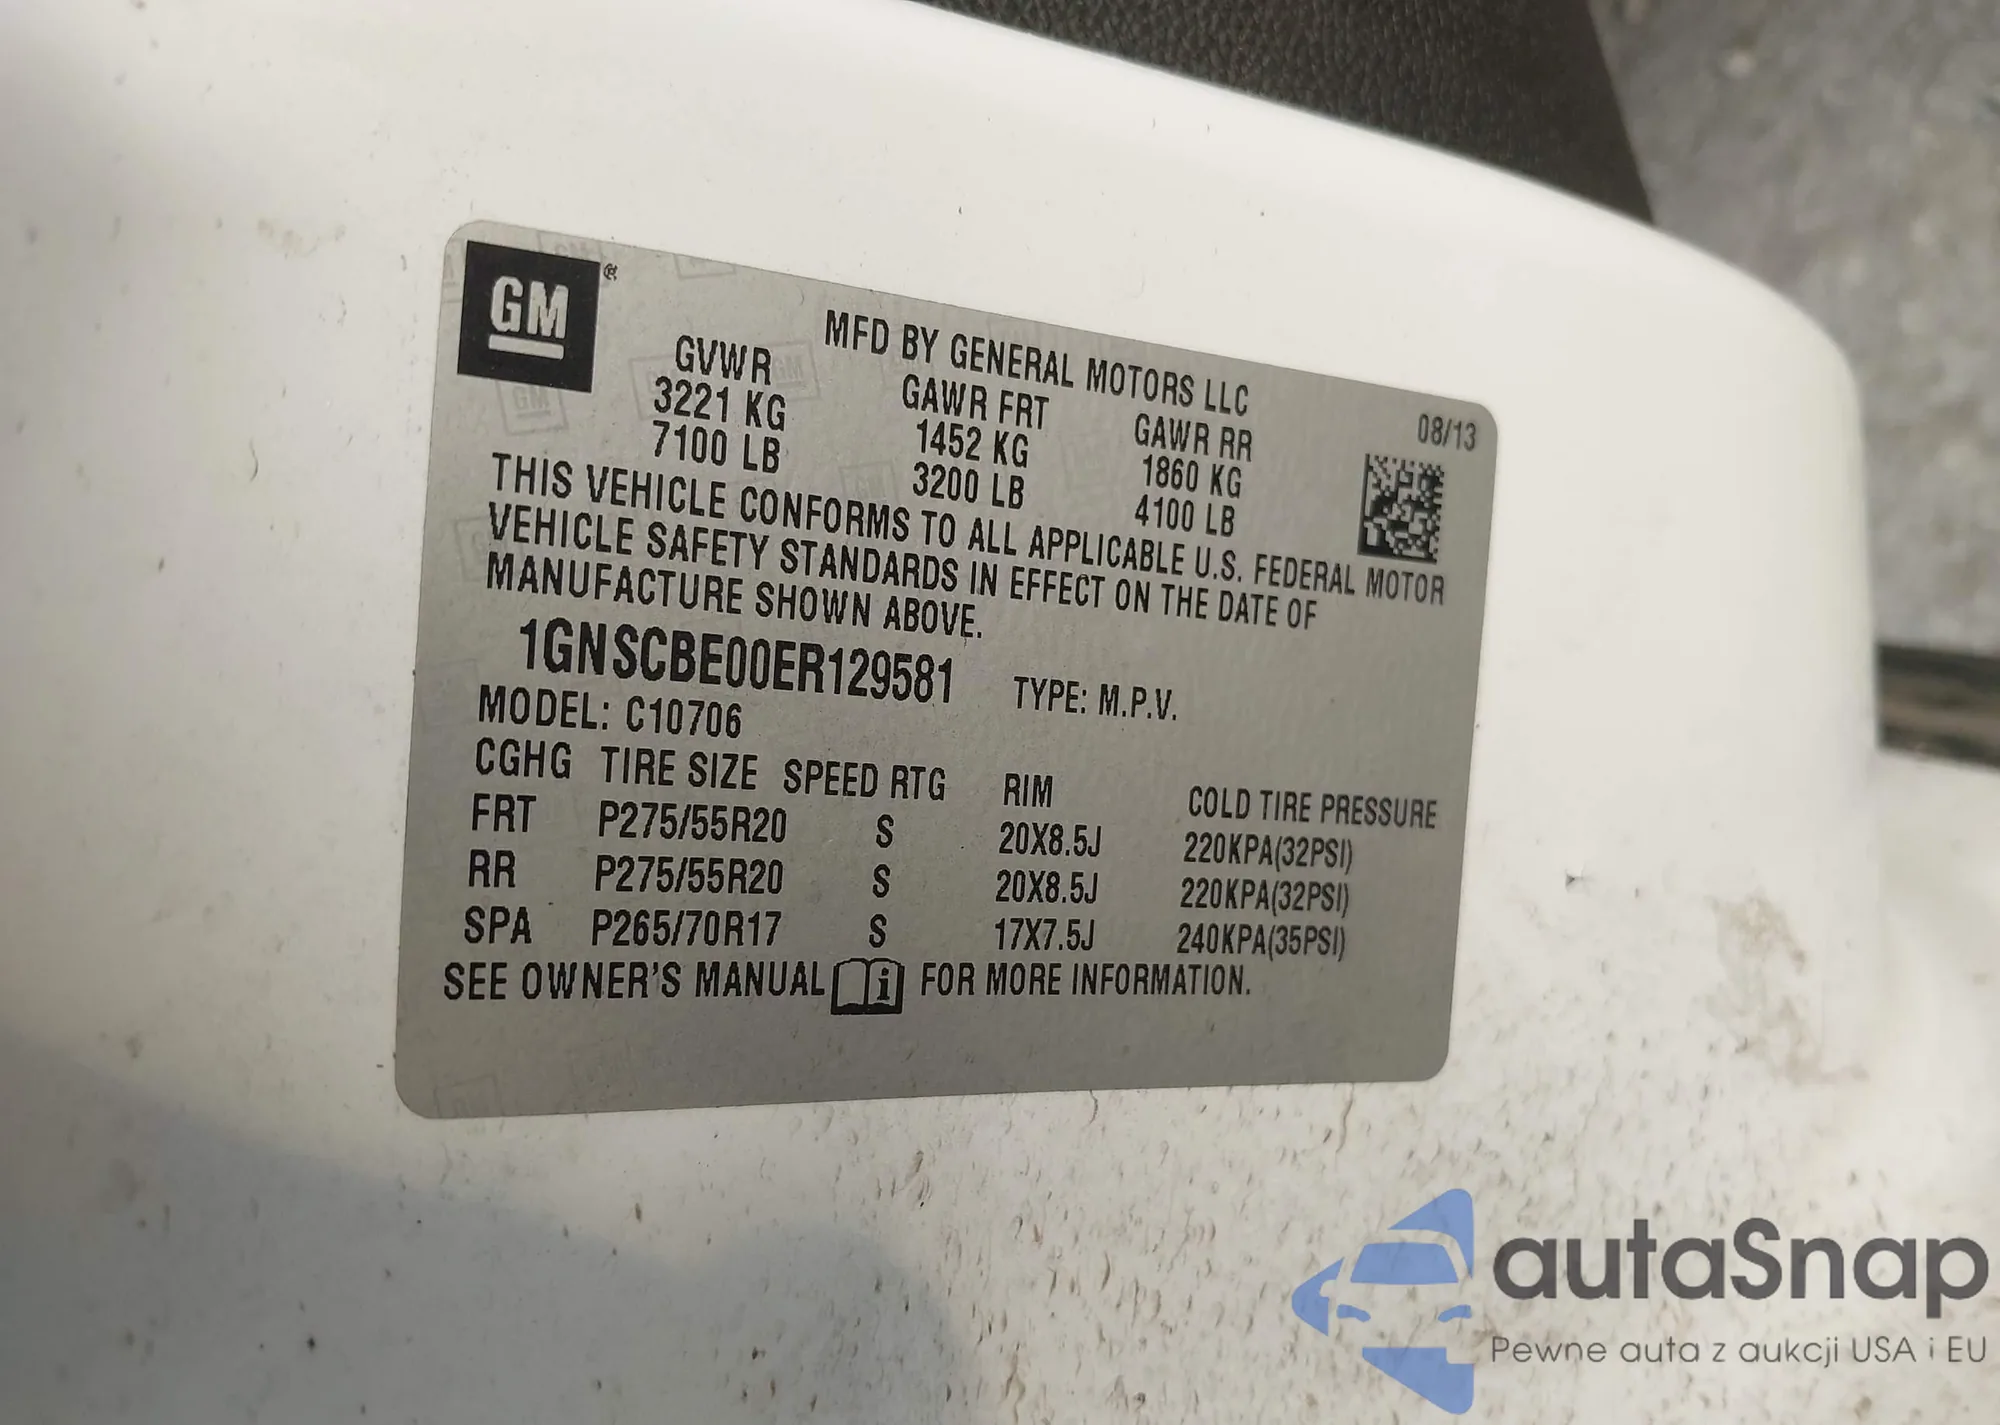 GM ®
MFD BY GENERAL MOTORS LLC
08/13
GVWR GAWR FRT GAWR RR
3221 KG 1452 KG 1860 KG
7100 LB 3200 LB 4100 LB
THIS VEHICLE CONFORMS TO ALL APPLICABLE U.S. FEDERAL MOTOR
VEHICLE SAFETY STANDARDS IN EFFECT ON THE DATE OF
MANUFACTURE SHOWN ABOVE.
1GNSCBE00ER129581 TYPE: M.P.V.
MODEL: C10706
CGHG TIRE SIZE SPEED RTG RIM COLD TIRE PRESSURE
FRT P275/55R20 S 20X8.5J 220KPA(32PSI)
RR P275/55R20 S 20X8.5J 220KPA(32PSI)
SPA P265/70R17 S 17X7.5J 240KPA(35PSI)
SEE OWNER'S MANUAL i FOR MORE INFORMATION.
autaSnap
Pewne auta z aukcji USA i EU